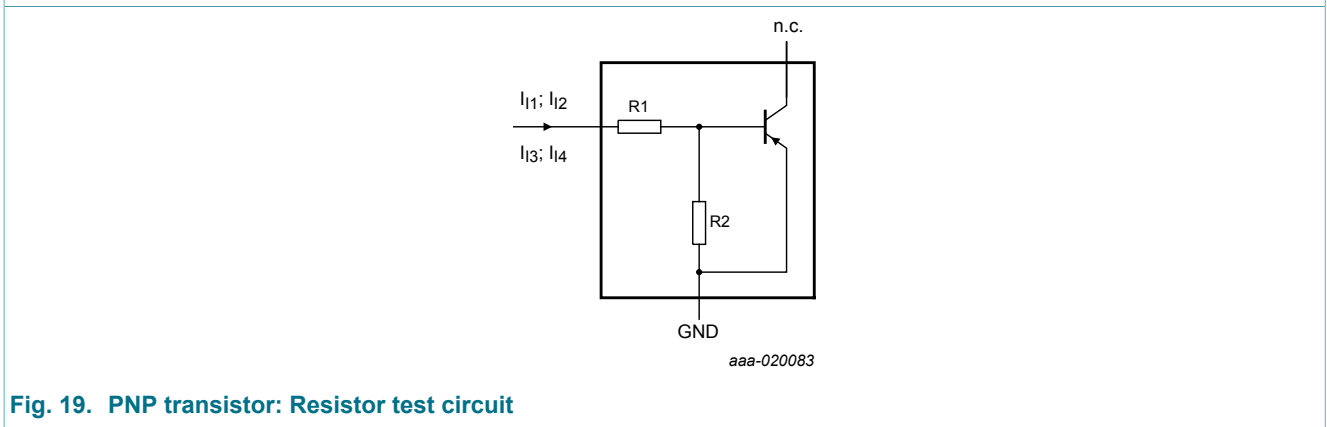 n.c.
I_I1; I_I2
R1
I_I3; I_I4
R2
GND
aaa-020083
Fig. 19. PNP transistor: Resistor test circuit